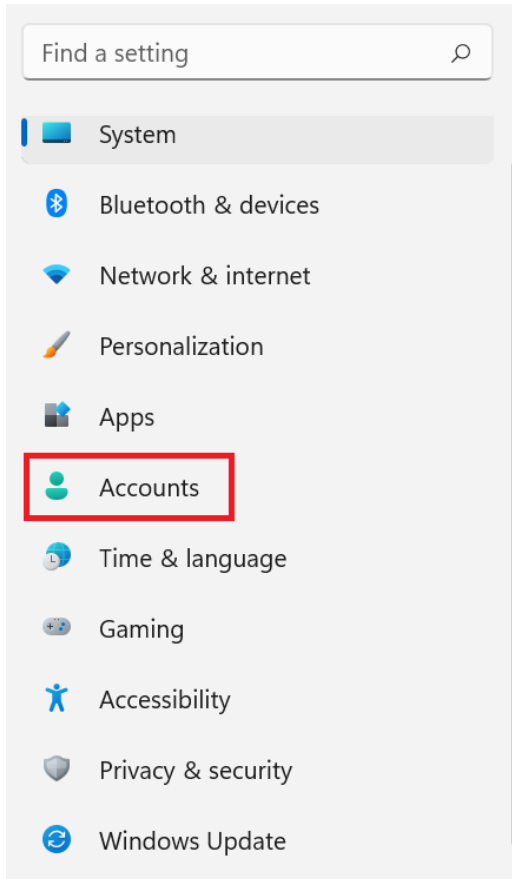 Find a setting
System
Bluetooth & devices
Network & internet
Personalization
Apps
Accounts
Time & language
Gaming
Accessibility
Privacy & security
Windows Update